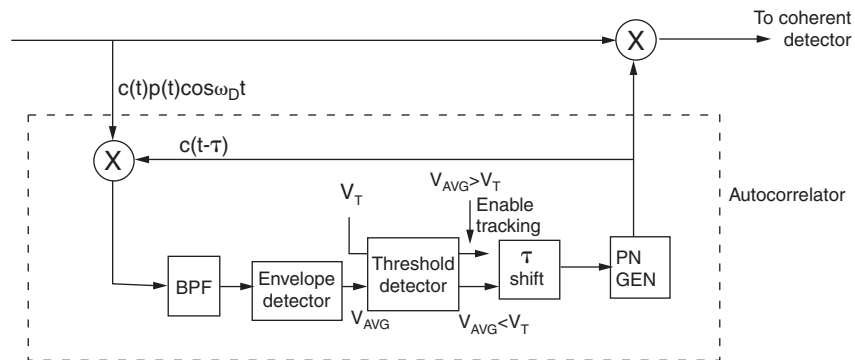 To coherent
detector
X
c(t)p(t)cosω_D t
c(t-τ)
X
Autocorrelator
V_T
V_AVG>V_T
Enable
tracking
BPF
Envelope
detector
Threshold
detector
τ
shift
PN
GEN
V_AVG
V_AVG<V_T